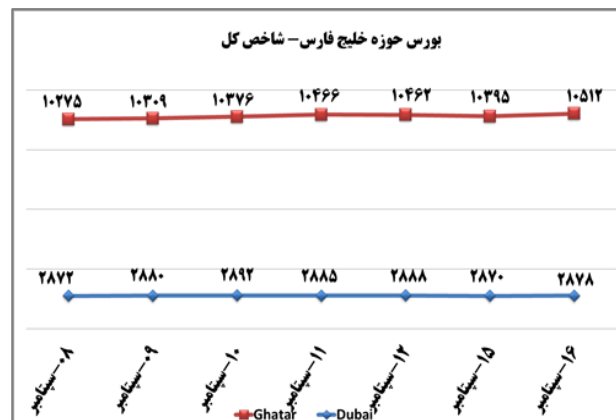 بورس حوزه خلیج فارس– شاخص کل
۱۰۲۷۵ ۱۰۳۰۹ ۱۰۳۷۶ ۱۰۴۶۶ ۱۰۴۶۲ ۱۰۳۹۵ ۱۰۵۱۲
۲۸۷۲ ۲۸۸۰ ۲۸۹۲ ۲۸۸۵ ۲۸۸۸ ۲۸۷۰ ۲۸۷۸
۰۸-سپتامبر ۰۹-سپتامبر ۱۰-سپتامبر ۱۱-سپتامبر ۱۲-سپتامبر ۱۵-سپتامبر ۱۶-سپتامبر
Ghatar Dubai